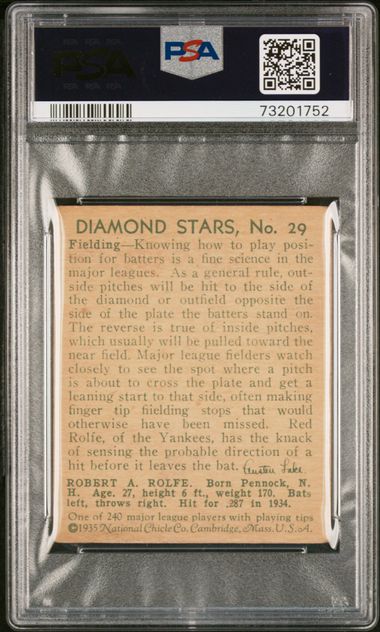 PSA
PSA
73201752
DIAMOND STARS, No. 29
Fielding—Knowing how to play posi-
tion for batters is a fine science in the
major leagues. As a general rule, out-
side pitches will be hit to the side of
the diamond or outfield opposite the
side of the plate the batters stand on.
The reverse is true of inside pitches,
which usually will be pulled toward the
near field. Major league fielders watch
closely to see the spot where a pitch
is about to cross the plate and get a
leaning start to that side, often making
finger tip fielding stops that would
otherwise have been missed. Red
Rolfe, of the Yankees, has the knack
of sensing the probable direction of a
hit before it leaves the bat. Austen Lake
ROBERT A. ROLFE. Born Pennock, N.
H. Age, 27, height 6 ft., weight 170. Bats
left, throws right. Hit for .287 in 1934.
One of 240 major league players with playing tips
©1935 National Chicle Co. Cambridge, Mass. U.S.A.